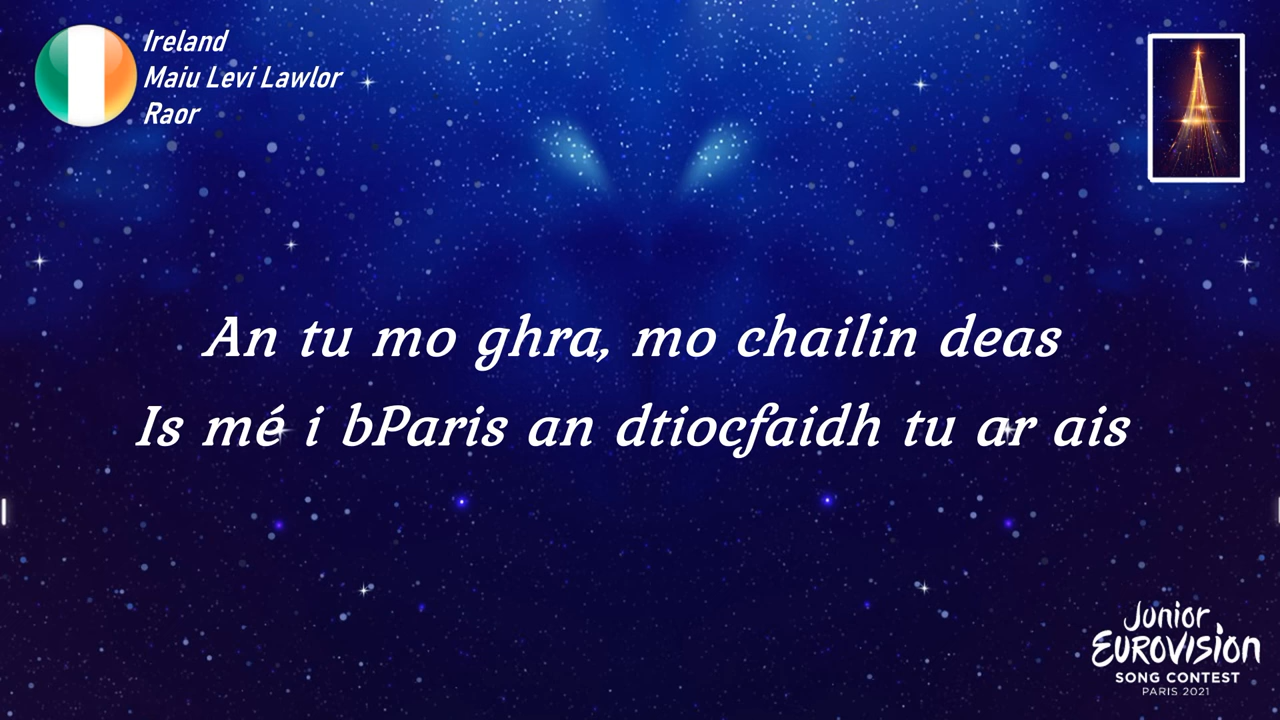 Ireland
Maiu Levi Lawlor
Raor
An tu mo ghra, mo chailin deas
Is mé i bParis an dtiocfaidh tu ar ais
Junior
EUROVISION
SONG CONTEST
PARIS 2021